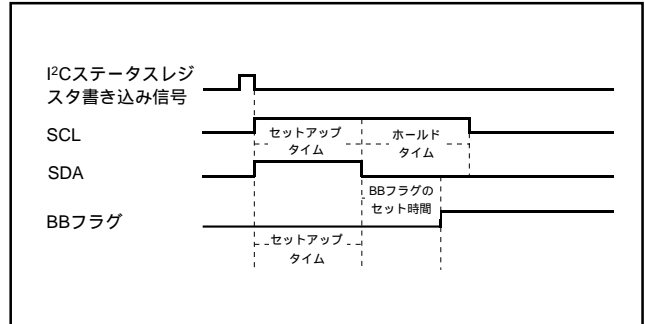 I²Cステータスレジ
スタ書き込み信号
SCL
セットアップ
タイム
ホールド
タイム
SDA
BBフラグの
セット時間
BBフラグ
セットアップ
タイム